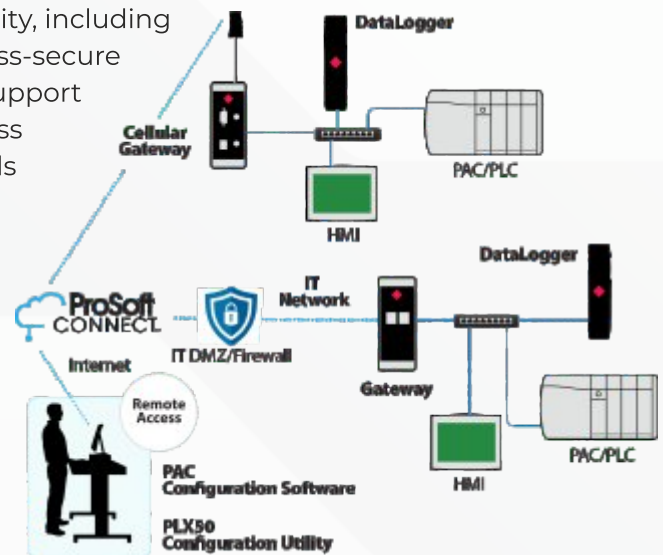 ity, including
ss-secure
upport
ss
ls
DataLogger
Cellular
Gateway
PAC/PLC
HMI
DataLogger
ProSoft
CONNECT
IT
Network
IT DMZ/Firewall
Internet
Gateway
Remote
Access
PAC/PLC
HMI
PAC
Configuration Software
PLX50
Configuration Utility